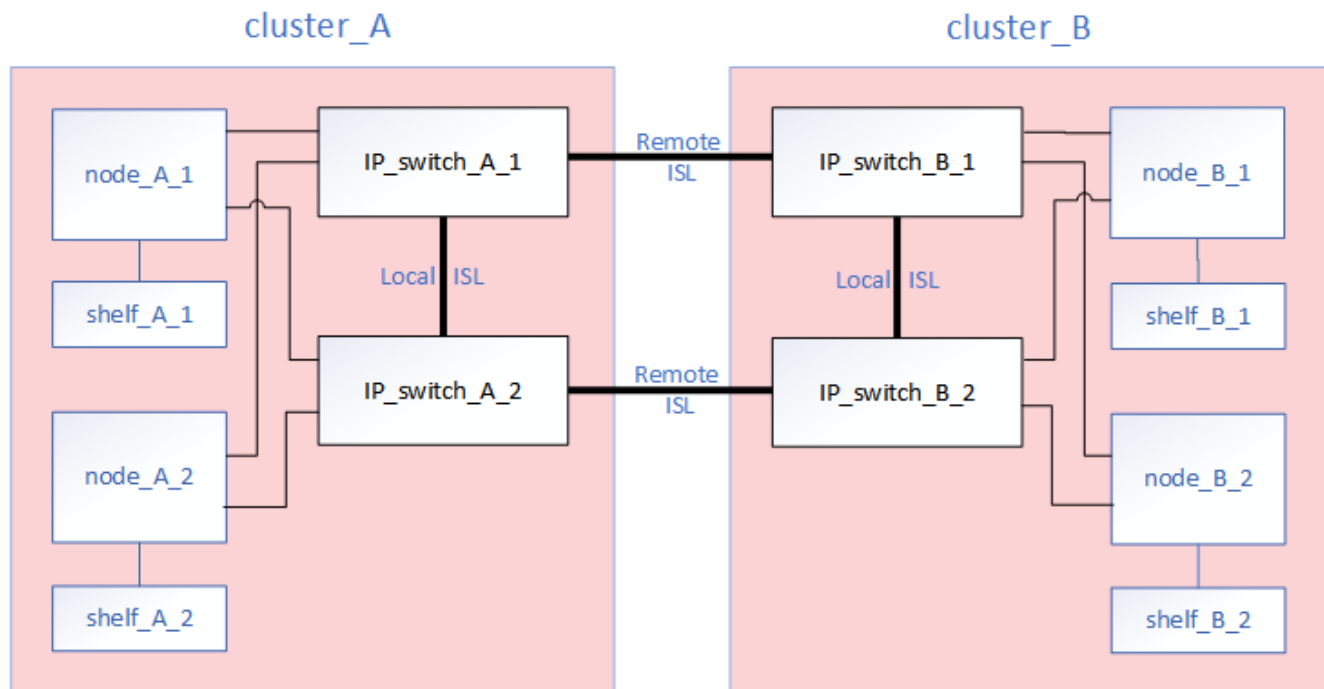 cluster_A
cluster_B
node_A_1
IP_switch_A_1
Remote
ISL
IP_switch_B_1
node_B_1
shelf_A_1
Local ISL
Local ISL
shelf_B_1
node_A_2
IP_switch_A_2
Remote
ISL
IP_switch_B_2
node_B_2
shelf_A_2
shelf_B_2